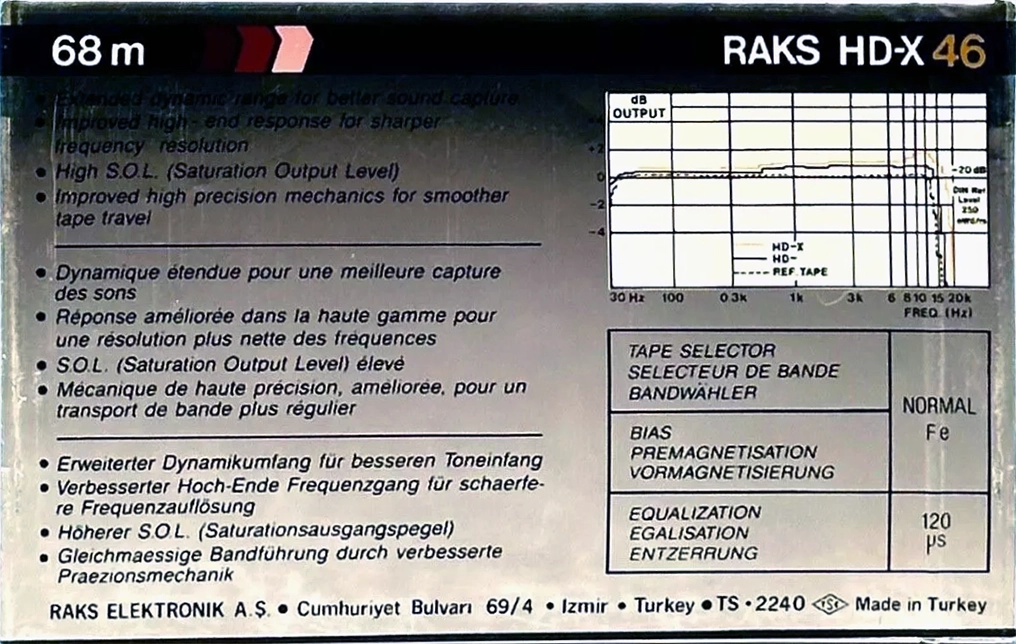 68 m
RAKS HD-X 46
• Extended dynamic range for better sound capture
• Improved high - end response for sharper
frequency resolution
• High S.O.L. (Saturation Output Level)
• Improved high precision mechanics for smoother
tape travel
• Dynamique étendue pour une meilleure capture
des sons
• Réponse améliorée dans la haute gamme pour
une résolution plus nette des fréquences
• S.O.L. (Saturation Output Level) élevé
• Mécanique de haute précision, améliorée, pour un
transport de bande plus régulier
• Erweiterter Dynamikumfang für besseren Toneinfang
• Verbesserter Hoch-Ende Frequenzgang für schaerfe-
re Frequenzauflösung
• Höherer S.O.L. (Saturationsausgangspegel)
• Gleichmaessige Bandführung durch verbesserte
Praezionsmechanik
dB
OUTPUT
+2
0
-2
-4
-20 dB
DIN Ref
Level
250
HD-X
HD-
REF. TAPE
30 Hz 100 0.3k 1k 3k 6 8 10 15 20k
FREQ. (Hz)
TAPE SELECTOR
SELECTEUR DE BANDE
BANDWÄHLER
BIAS
PREMAGNETISATION
VORMAGNETISIERUNG
NORMAL
Fe
EQUALIZATION
EGALISATION
ENTZERRUNG
120
µs
RAKS ELEKTRONIK A.Ş. • Cumhuriyet Bulvarı 69/4 • Izmir • Turkey • TS • 2240 TSE Made in Turkey